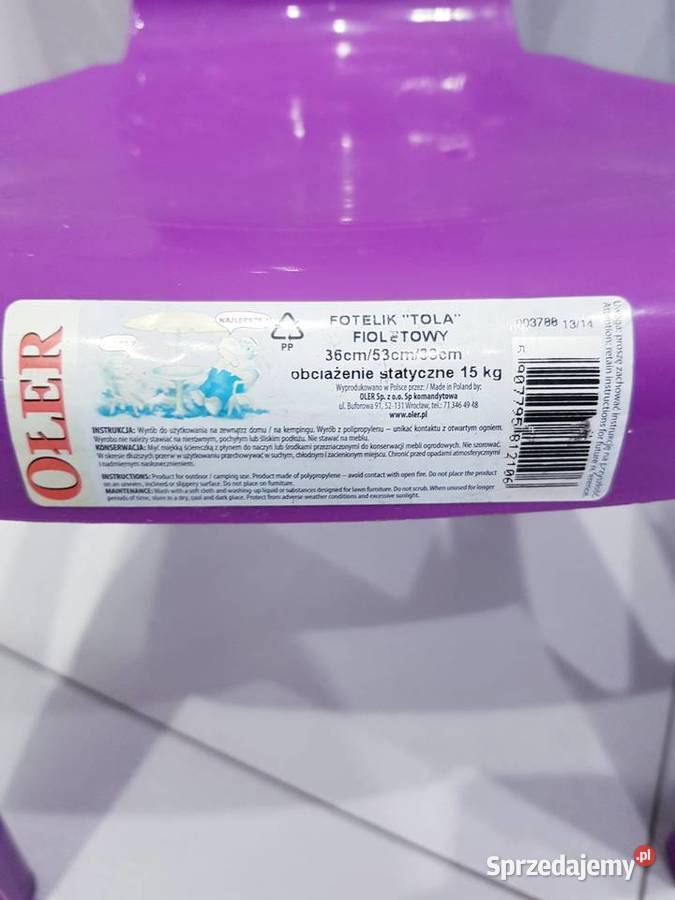 OLER
NAJLEPSZE!
PP
FOTELIK "TOLA"
FIOLETOWY
36cm/53cm/33cm
obciażenie statyczne 15 kg
Wyprodukowano w Polsce przez: / Made in Poland by:
OLER Sp. z o.o. Sp komandytowa
ul. Buforowa 91, 52-131 Wrocław, tel.: 71 346 49 48
www.oler.pl
003788 13/14
INSTRUKCJA: Wyrób do użytkowania na zewnątrz domu / na kempingu. Wyrób z polipropylenu – unikać kontaktu z otwartym ogniem.
Wyrobu nie należy stawiać na nierównym, pochyłym lub śliskim podłożu. Nie stawiać na meblu.
KONSERWACJA: Myć miękką ściereczką z płynem do naczyń lub środkami przeznaczonymi do konserwacji mebli ogrodowych. Nie szorować.
W okresie dłuższych przerw w użytkowaniu przechowywać w suchym, chłodnym i zacienionym miejscu. Chronić przed opadami atmosferycznymi
i nadmiernym nasłonecznieniem.
INSTRUCTIONS: Product for outdoor / camping use. Product made of polypropylene – avoid contact with open fire. Do not place the product
on an uneven, inclined or slippery surface. Do not place on furniture.
MAINTENANCE: Wash with a soft cloth and washing-up liquid or substances designed for lawn furniture. Do not scrub. When unused for longer
periods of time, store in a dry, cool and dark place. Protect from adverse weather conditions and excessive sunlight.
Uwaga: proszę zachować instrukcję na przyszłość.
Attention: retain instructions for future reference.
Sprzedajemy.pl